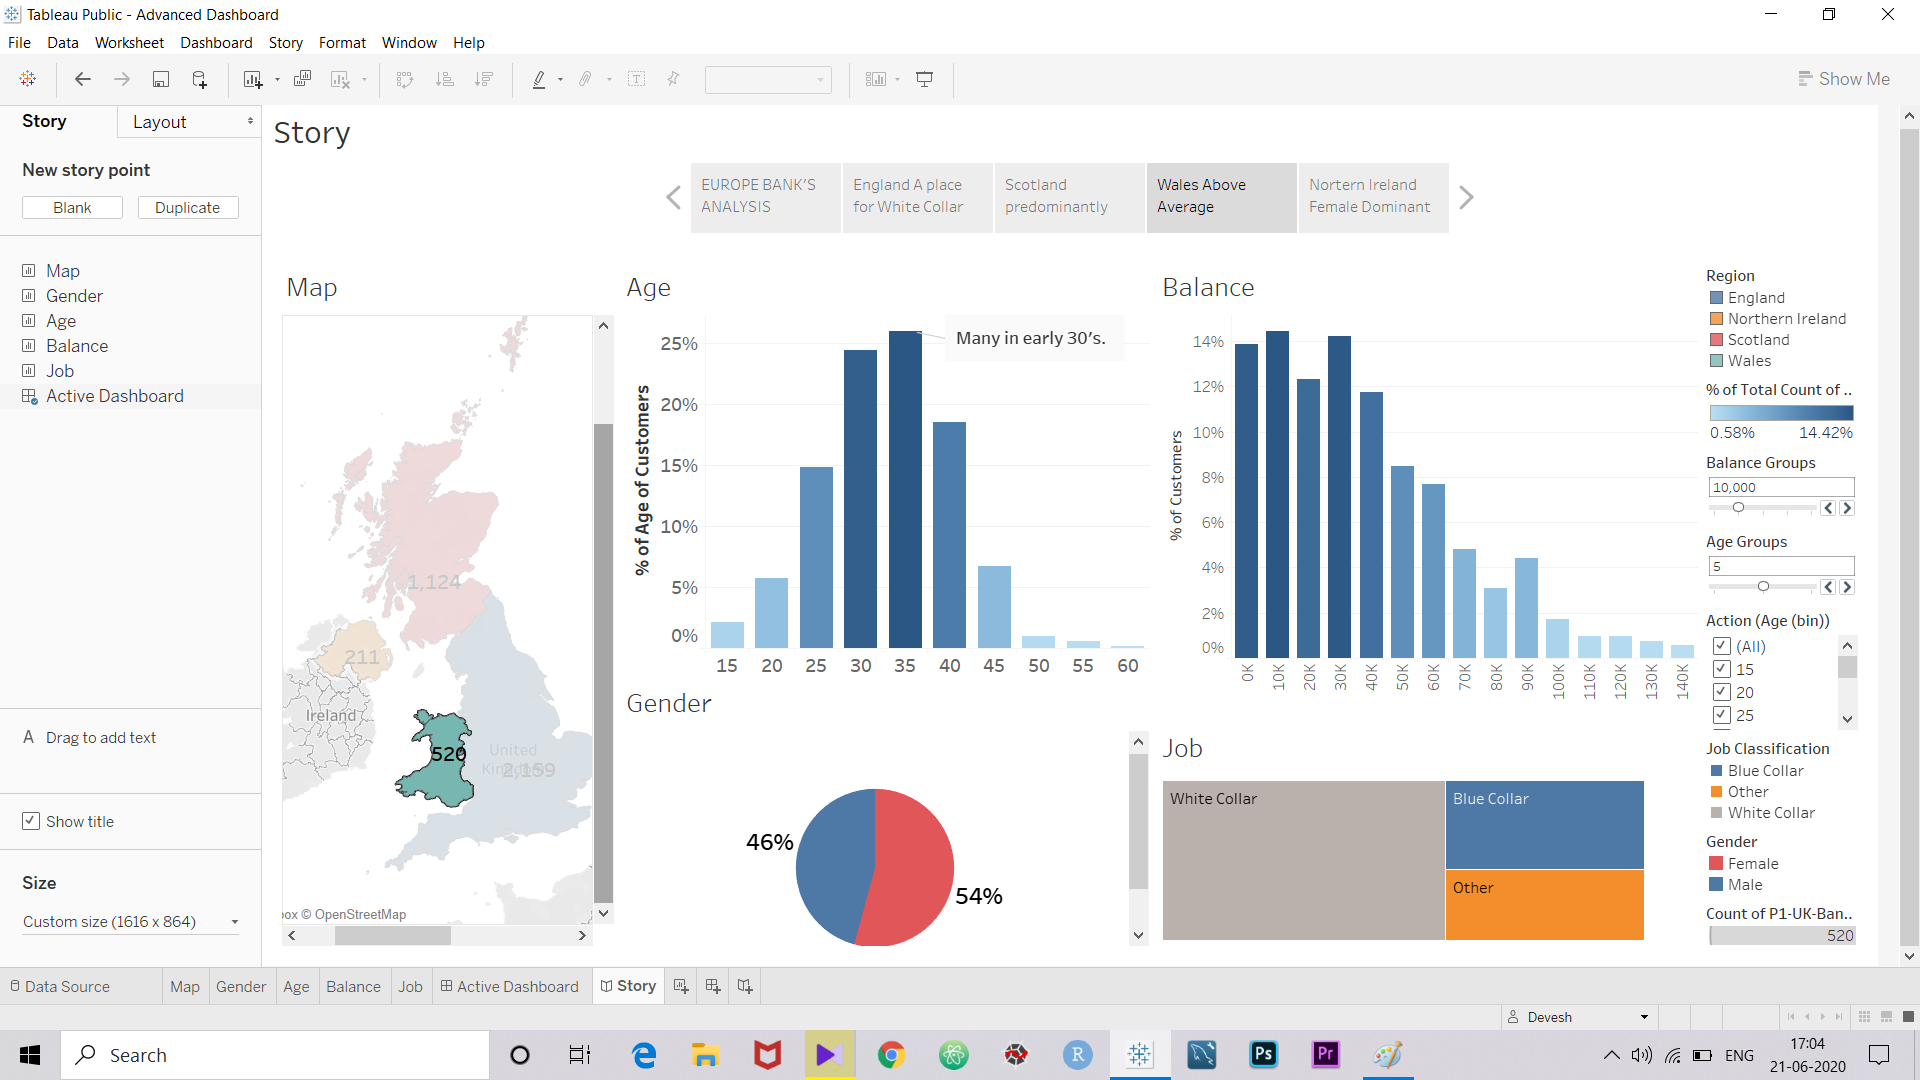 Tableau Public - Advanced Dashboard
File Data Worksheet Dashboard Story Format Window Help
Show Me
Story
Layout
New story point
Blank
Duplicate
Map
Gender
Age
Balance
Job
Active Dashboard
A Drag to add text
Show title
Size
Custom size (1616 x 864)
Story
EUROPE BANK'S
ANALYSIS
England A place
for White Collar
Scotland
predominantly
Wales Above
Average
Nortern Ireland
Female Dominant
Map
1,124
211
Ireland
520
United
2,159
box © OpenStreetMap
Age
Many in early 30's.
% of Age of Customers
25%
20%
15%
10%
5%
0%
15 20 25 30 35 40 45 50 55 60
Gender
46%
54%
Balance
% of Customers
14%
12%
10%
8%
6%
4%
2%
0%
0K 10K 20K 30K 40K 50K 60K 70K 80K 90K 100K 110K 120K 130K 140K
Job
White Collar
Blue Collar
Other
Region
England
Northern Ireland
Scotland
Wales
% of Total Count of ..
0.58% 14.42%
Balance Groups
10,000
Age Groups
5
Action (Age (bin))
(All)
15
20
25
Job Classification
Blue Collar
Other
White Collar
Gender
Female
Male
Count of P1-UK-Ban..
520
Data Source Map Gender Age Balance Job Active Dashboard Story
Devesh
Search
R
Ps
Pr
ENG
17:04
21-06-2020